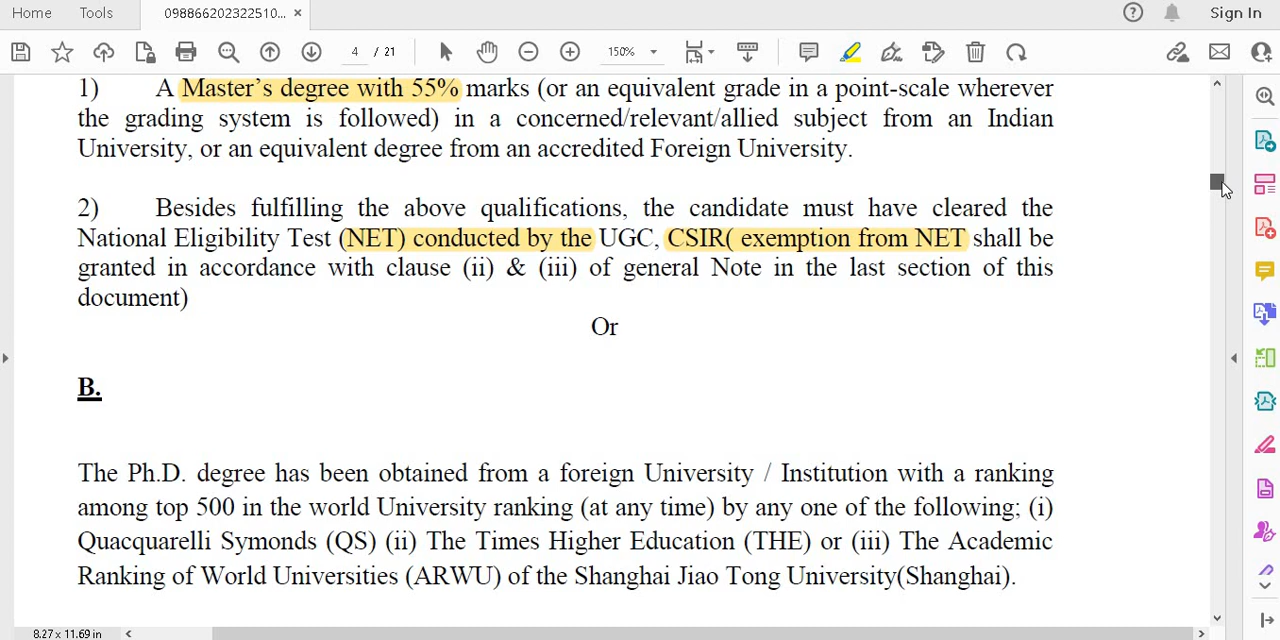 Home Tools 098866202322510... × Sign In
4 / 21 150%
1) A Master's degree with 55% marks (or an equivalent grade in a point-scale wherever
the grading system is followed) in a concerned/relevant/allied subject from an Indian
University, or an equivalent degree from an accredited Foreign University.
2) Besides fulfilling the above qualifications, the candidate must have cleared the
National Eligibility Test (NET) conducted by the UGC, CSIR( exemption from NET shall be
granted in accordance with clause (ii) & (iii) of general Note in the last section of this
document)
Or
B.
The Ph.D. degree has been obtained from a foreign University / Institution with a ranking
among top 500 in the world University ranking (at any time) by any one of the following; (i)
Quacquarelli Symonds (QS) (ii) The Times Higher Education (THE) or (iii) The Academic
Ranking of World Universities (ARWU) of the Shanghai Jiao Tong University(Shanghai).
8.27 x 11.69 in